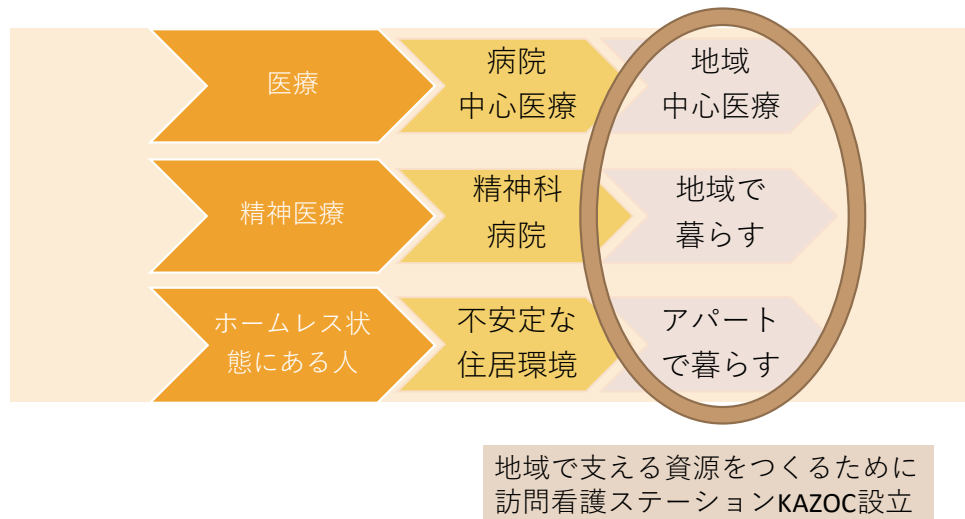 医療
病院
中心医療
地域
中心医療
精神医療
精神科
病院
地域で
暮らす
ホームレス状
態にある人
不安定な
住居環境
アパート
で暮らす
地域で支える資源をつくるために
訪問看護ステーションKAZOC設立